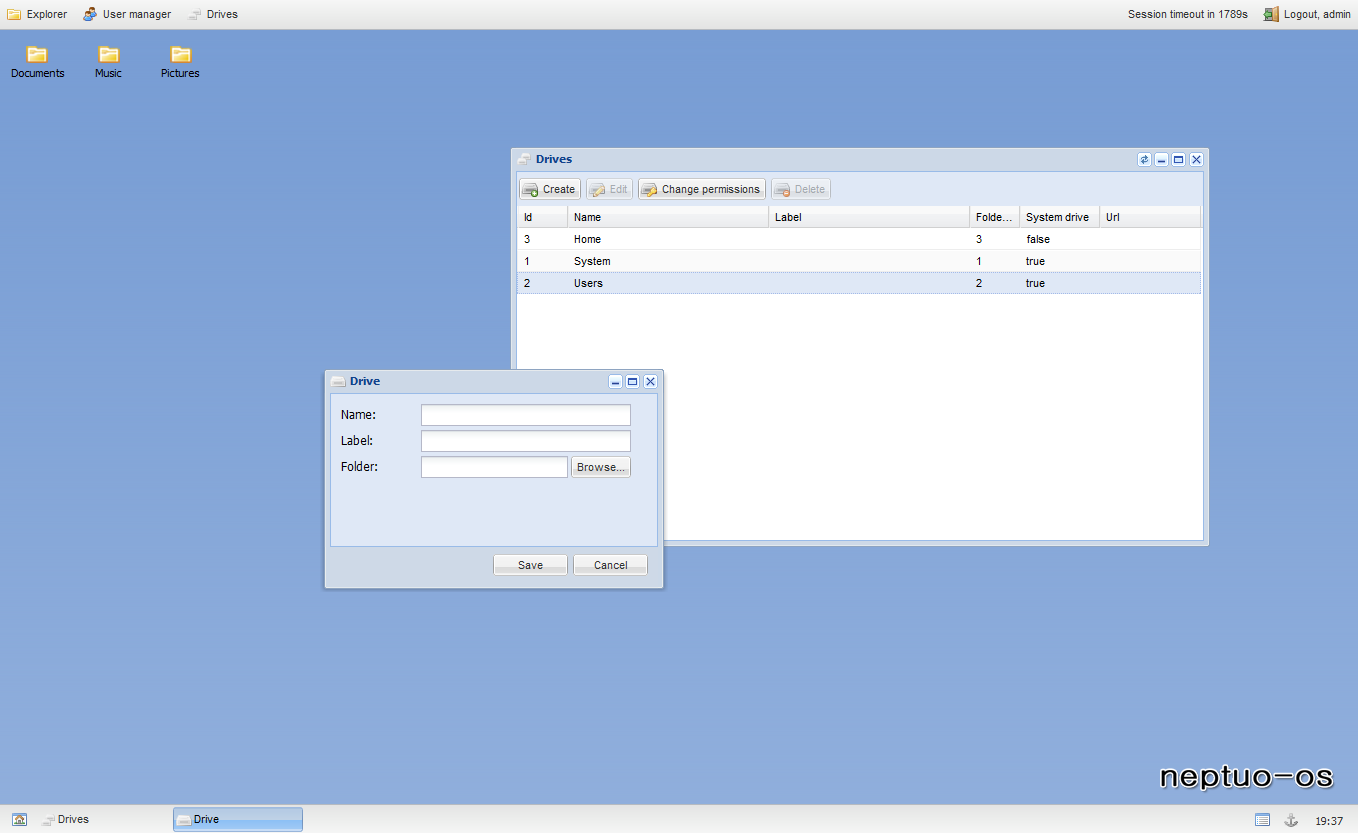 Explorer User manager Drives Session timeout in 1789s Logout, admin
Documents Music Pictures
Drives
Create Edit Change permissions Delete
Id Name Label Folde... System drive Url
3 Home 3 false
1 System 1 true
2 Users 2 true
Drive
Name:
Label:
Folder: Browse...
Save Cancel
neptuo-os
Drives Drive 19:37